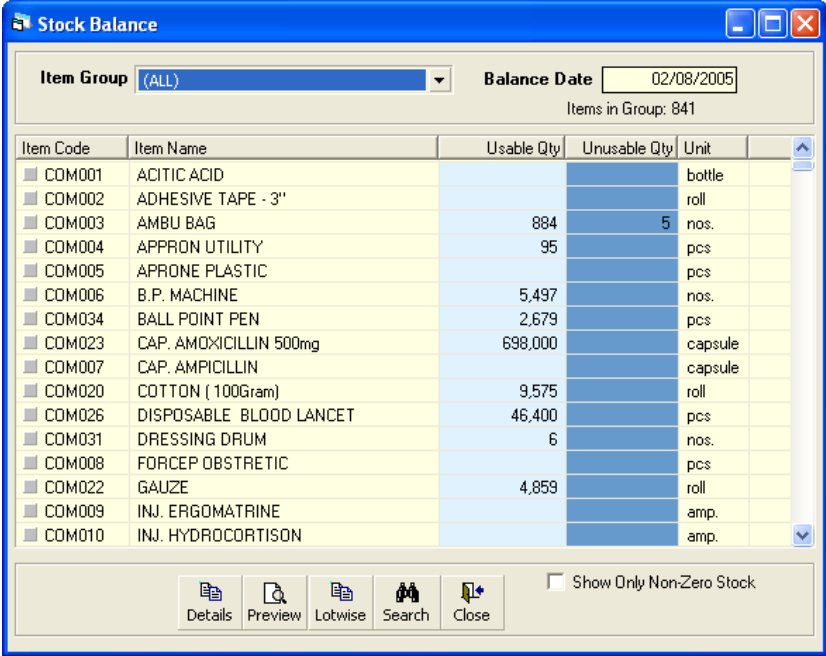 Stock Balance
Item Group (ALL) Balance Date 02/08/2005
Items in Group: 841
Item Code Item Name Usable Qty Unusable Qty Unit
COM001 ACITIC ACID bottle
COM002 ADHESIVE TAPE - 3" roll
COM003 AMBU BAG 884 5 nos.
COM004 APPRON UTILITY 95 pcs
COM005 APRONE PLASTIC pcs
COM006 B.P. MACHINE 5,497 nos.
COM034 BALL POINT PEN 2,679 pcs
COM023 CAP. AMOXICILLIN 500mg 698,000 capsule
COM007 CAP. AMPICILLIN capsule
COM020 COTTON ( 100Gram) 9,575 roll
COM026 DISPOSABLE  BLOOD LANCET 46,400 pcs
COM031 DRESSING DRUM 6 nos.
COM008 FORCEP OBSTRETIC pcs
COM022 GAUZE 4,859 roll
COM009 INJ. ERGOMATRINE amp.
COM010 INJ. HYDROCORTISON amp.
Show Only Non-Zero Stock
Details Preview Lotwise Search Close